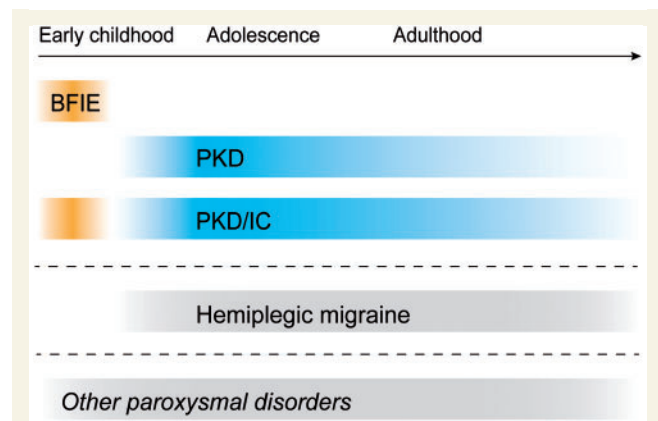 Early childhood Adolescence Adulthood
BFIE
PKD
PKD/IC
Hemiplegic migraine
Other paroxysmal disorders